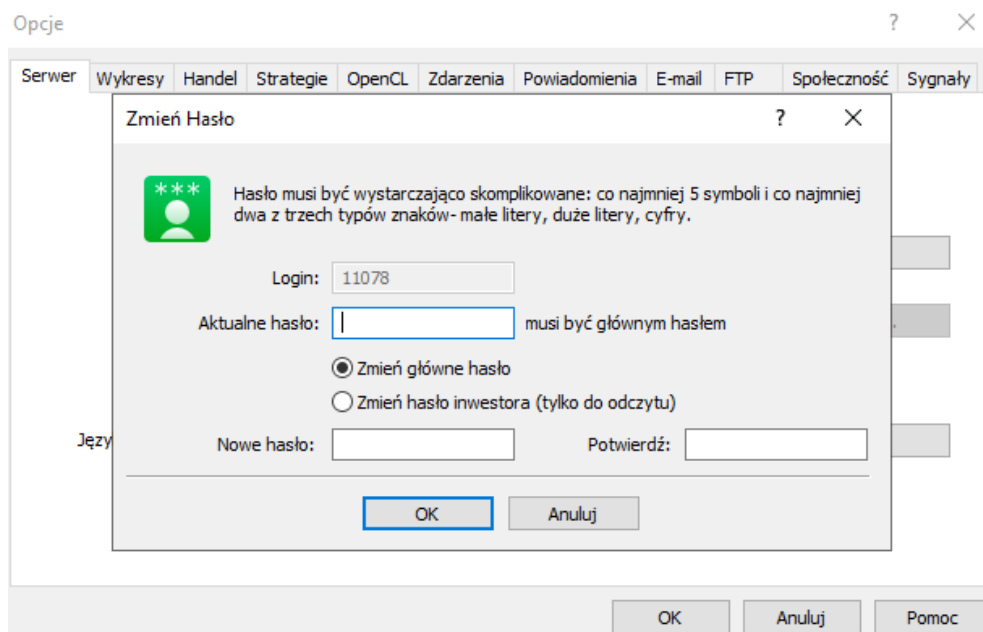 Opcje
Serwer Wykresy Handel Strategie OpenCL Zdarzenia Powiadomienia E-mail FTP Społeczność Sygnały
Zmień Hasło
***
Hasło musi być wystarczająco skomplikowane: co najmniej 5 symboli i co najmniej
dwa z trzech typów znaków- małe litery, duże litery, cyfry.
Login: 11078
Aktualne hasło: musi być głównym hasłem
Zmień główne hasło
Zmień hasło inwestora (tylko do odczytu)
Nowe hasło: Potwierdź:
OK Anuluj
OK Anuluj Pomoc